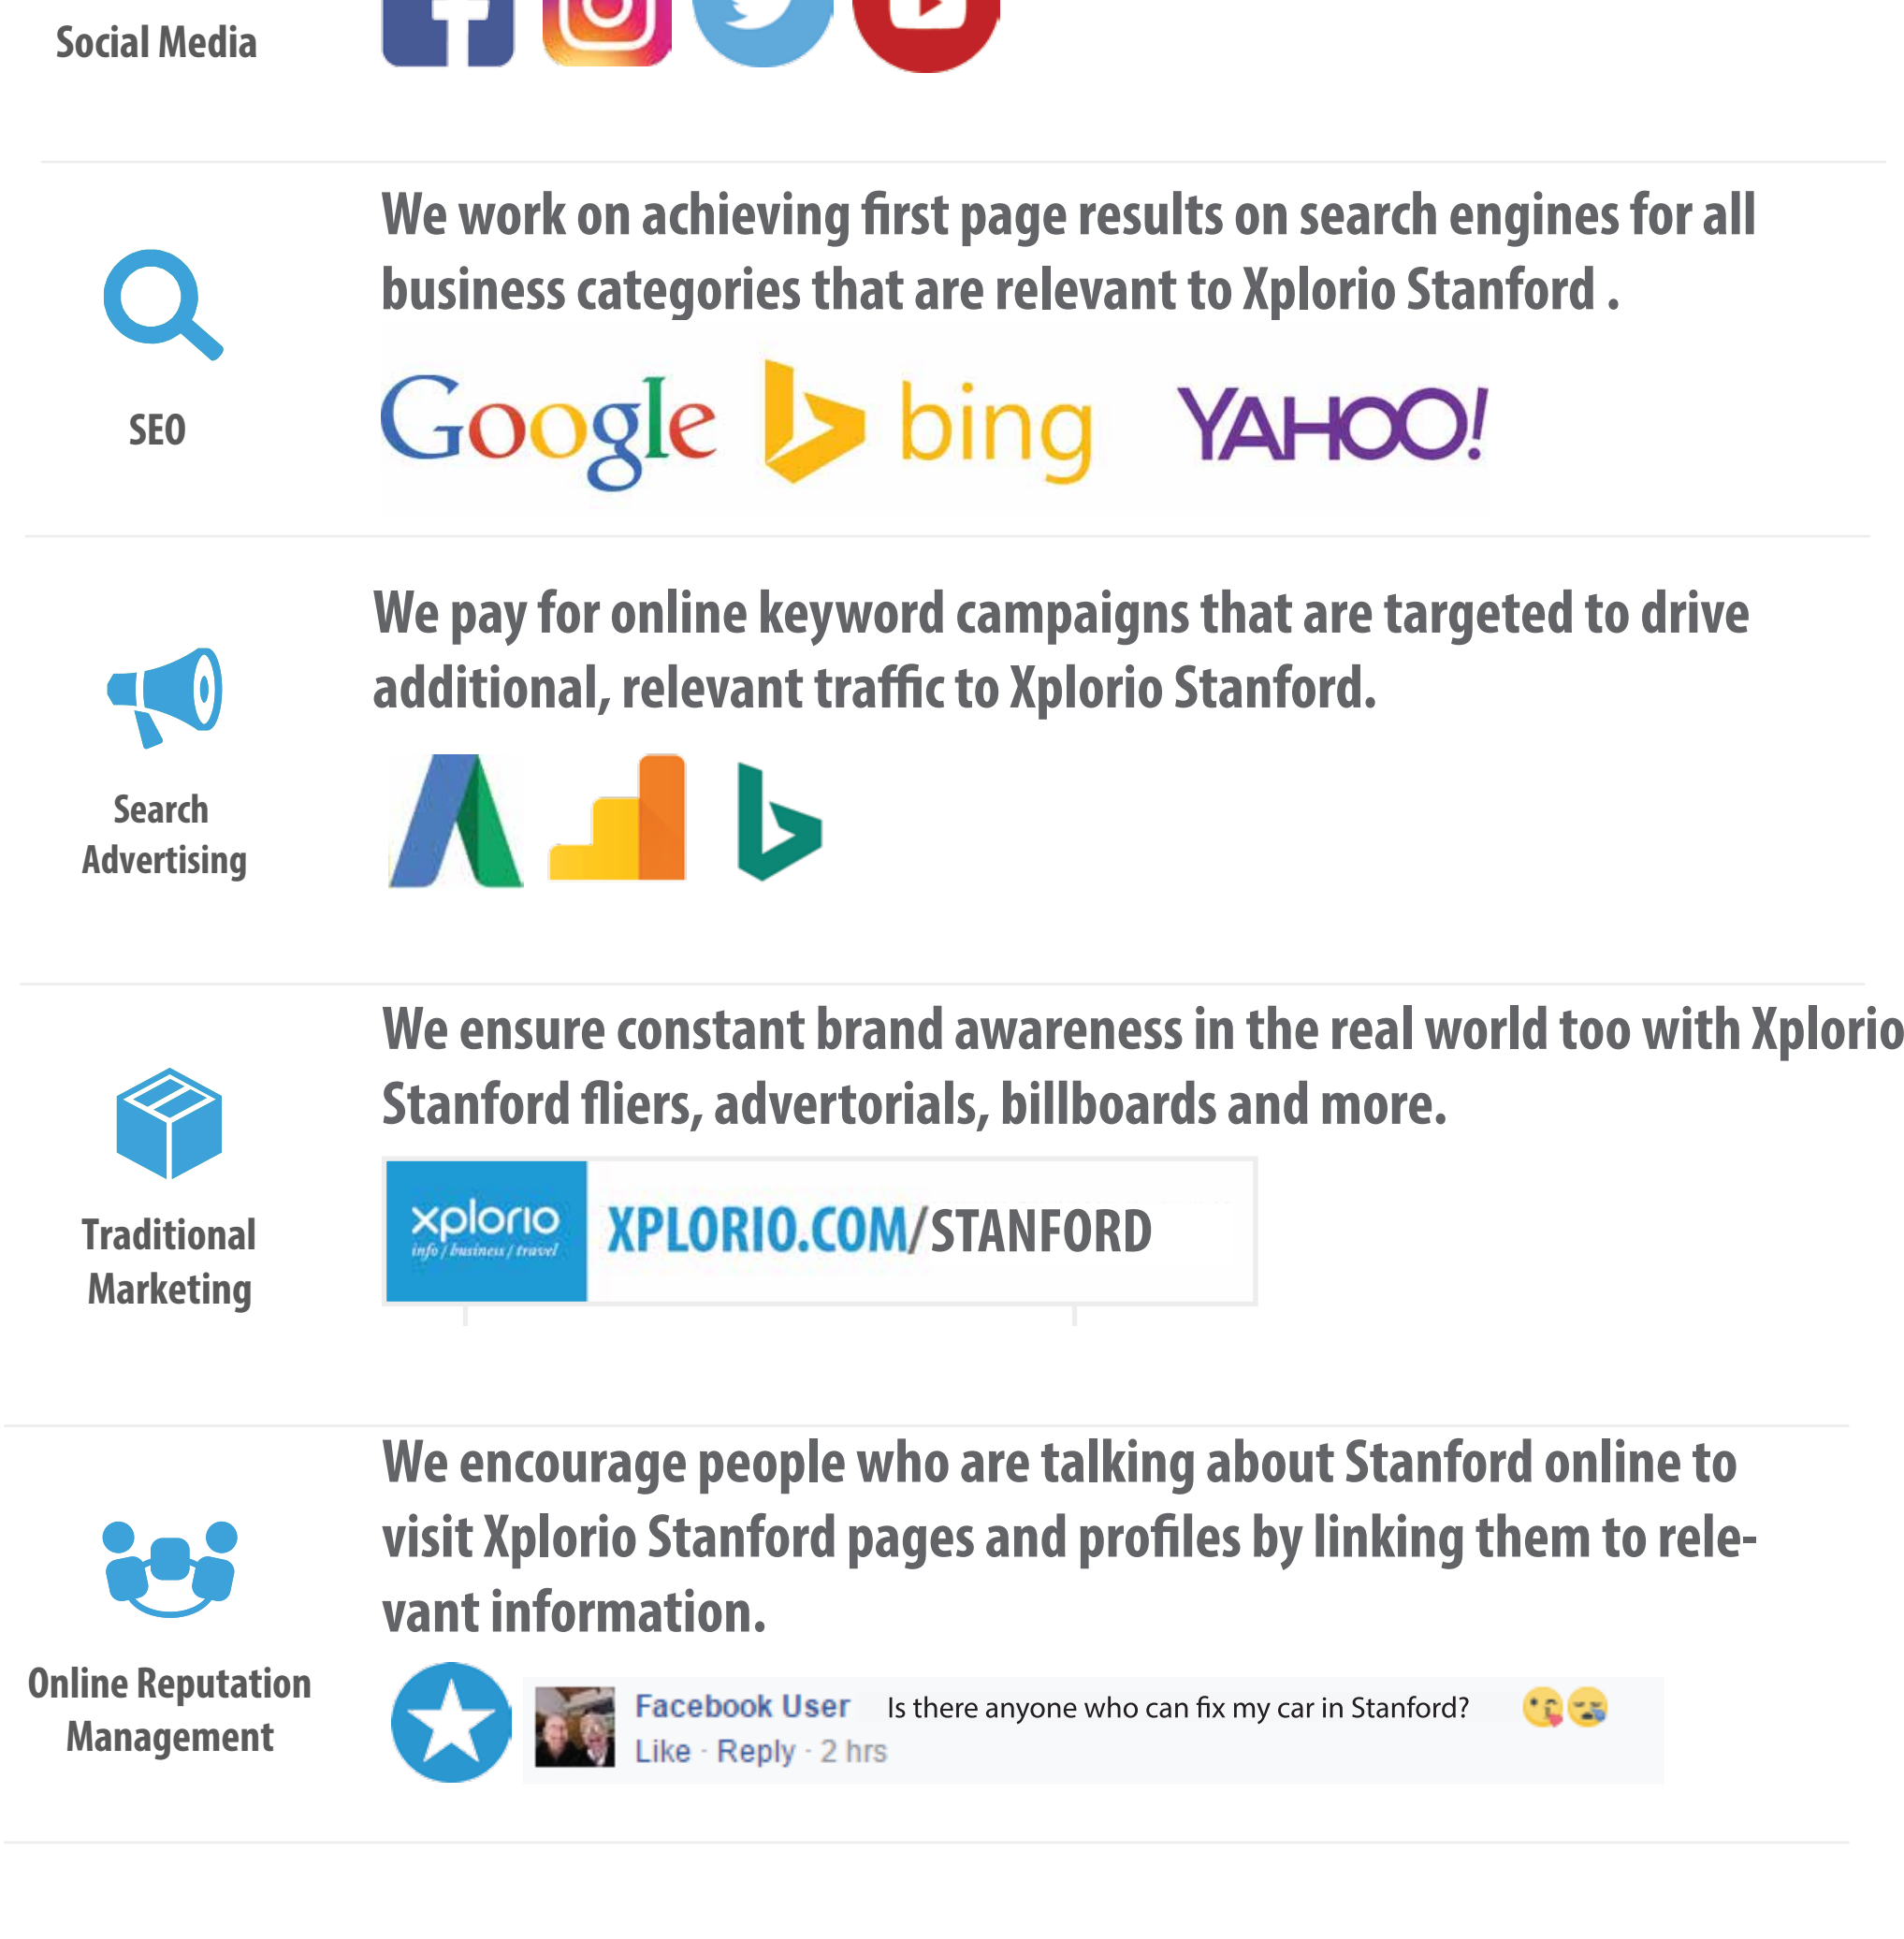 Social Media
We work on achieving first page results on search engines for all
business categories that are relevant to Xplorio Stanford .
SEO
Google bing YAHOO!
We pay for online keyword campaigns that are targeted to drive
additional, relevant traffic to Xplorio Stanford.
Search
Advertising
We ensure constant brand awareness in the real world too with Xplorio
Stanford fliers, advertorials, billboards and more.
Traditional
Marketing
xplorio
info / business / travel
XPLORIO.COM/STANFORD
We encourage people who are talking about Stanford online to
visit Xplorio Stanford pages and profiles by linking them to rele-
vant information.
Online Reputation
Management
Facebook User Is there anyone who can fix my car in Stanford?
Like · Reply · 2 hrs